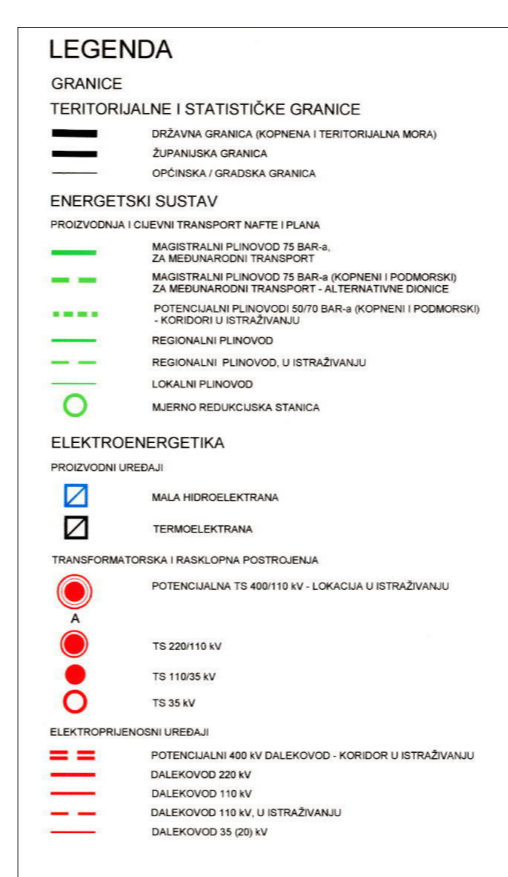 LEGENDA
GRANICE
TERITORIJALNE I STATISTIČKE GRANICE
DRŽAVNA GRANICA (KOPNENA I TERITORIJALNA MORA)
ŽUPANIJSKA GRANICA
OPĆINSKA / GRADSKA GRANICA
ENERGETSKI SUSTAV
PROIZVODNJA I CIJEVNI TRANSPORT NAFTE I PLANA
MAGISTRALNI PLINOVOD 75 BAR-a,
ZA MEĐUNARODNI TRANSPORT
MAGISTRALNI PLINOVOD 75 BAR-a (KOPNENI I PODMORSKI)
ZA MEĐUNARODNI TRANSPORT - ALTERNATIVNE DIONICE
POTENCIJALNI PLINOVODI 50/70 BAR-a (KOPNENI I PODMORSKI)
- KORIDORI U ISTRAŽIVANJU
REGIONALNI PLINOVOD
REGIONALNI PLINOVOD, U ISTRAŽIVANJU
LOKALNI PLINOVOD
MJERNO REDUKCIJSKA STANICA
ELEKTROENERGETIKA
PROIZVODNI UREĐAJI
MALA HIDROELEKTRANA
TERMOELEKTRANA
TRANSFORMATORSKA I RASKLOPNA POSTROJENJA
POTENCIJALNA TS 400/110 kV - LOKACIJA U ISTRAŽIVANJU
A
TS 220/110 kV
TS 110/35 kV
TS 35 kV
ELEKTROPRIJENOSNI UREĐAJI
POTENCIJALNI 400 kV DALEKOVOD - KORIDOR U ISTRAŽIVANJU
DALEKOVOD 220 kV
DALEKOVOD 110 kV
DALEKOVOD 110 kV, U ISTRAŽIVANJU
DALEKOVOD 35 (20) kV